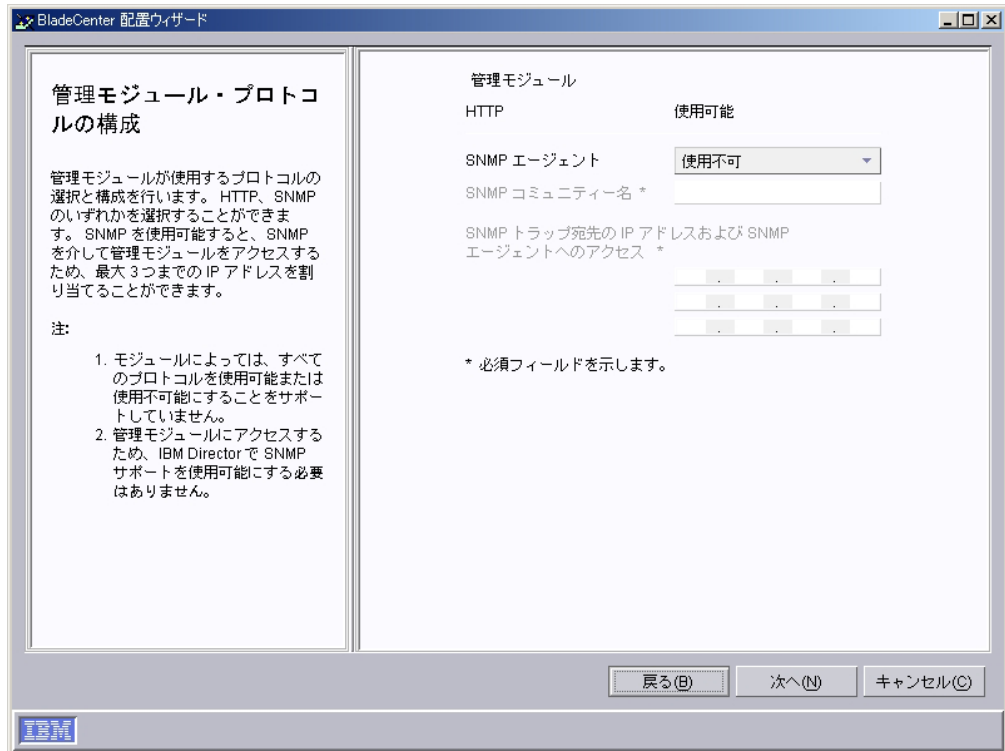 BladeCenter 配置ウィザード
管理モジュール・プロトコ
ルの構成
管理モジュールが使用するプロトコルの
選択と構成を行います。 HTTP、SNMP
のいずれかを選択することができま
す。 SNMP を使用可能すると、SNMP
を介して管理モジュールをアクセスする
ため、最大 3 つまでの IP アドレスを割
り当てることができます。
注:
1. モジュールによっては、すべて
のプロトコルを使用可能または
使用不可能にすることをサポー
トしていません。
2. 管理モジュールにアクセスする
ため、IBM Director で SNMP
サポートを使用可能にする必要
はありません。
管理モジュール
HTTP 使用可能
SNMP エージェント 使用不可
SNMP コミュニティー名 *
SNMP トラップ宛先の IP アドレスおよび SNMP
エージェントへのアクセス *
. . .
. . .
. . .
* 必須フィールドを示します。
戻る(B) 次へ(N) キャンセル(C)
IBM